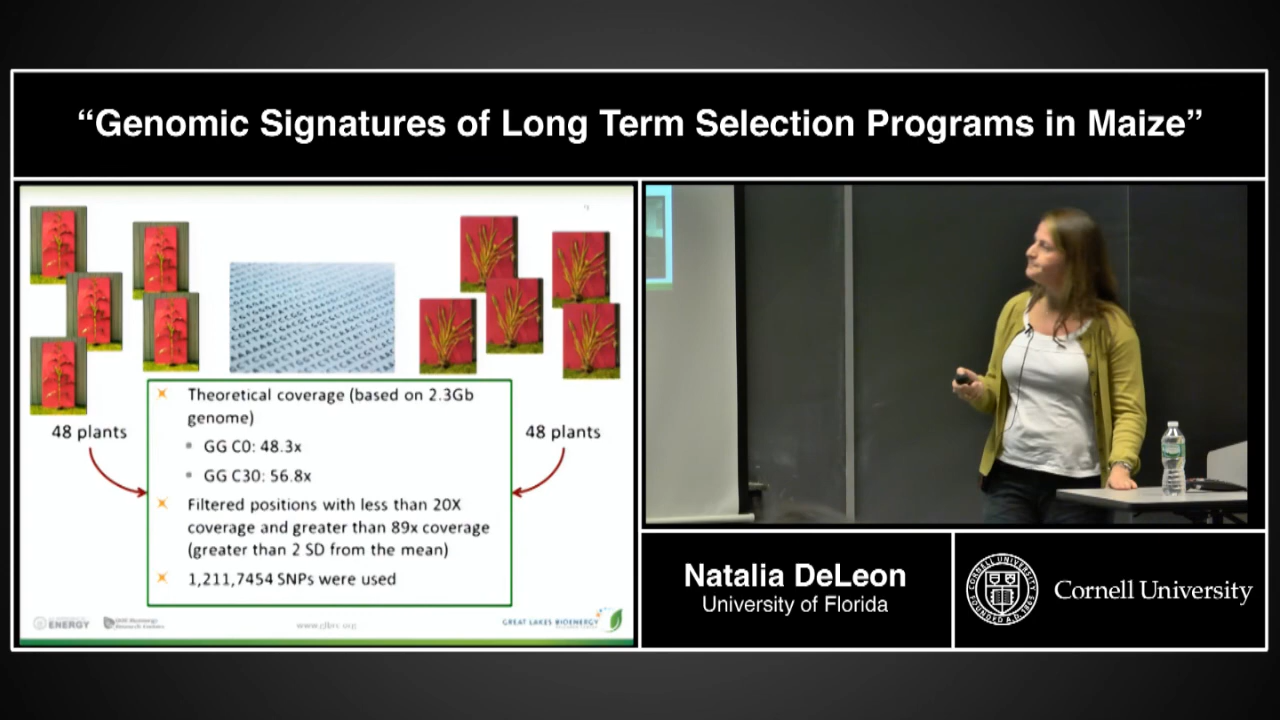 “Genomic Signatures of Long Term Selection Programs in Maize”
48 plants
48 plants
Theoretical coverage (based on 2.3Gb
genome)
GG C0: 48.3x
GG C30: 56.8x
Filtered positions with less than 20X
coverage and greater than 89x coverage
(greater than 2 SD from the mean)
1,211,7454 SNPs were used
ENERGY
www.glbrc.org
GREAT LAKES BIOENERGY
Natalia DeLeon
University of Florida
Cornell University